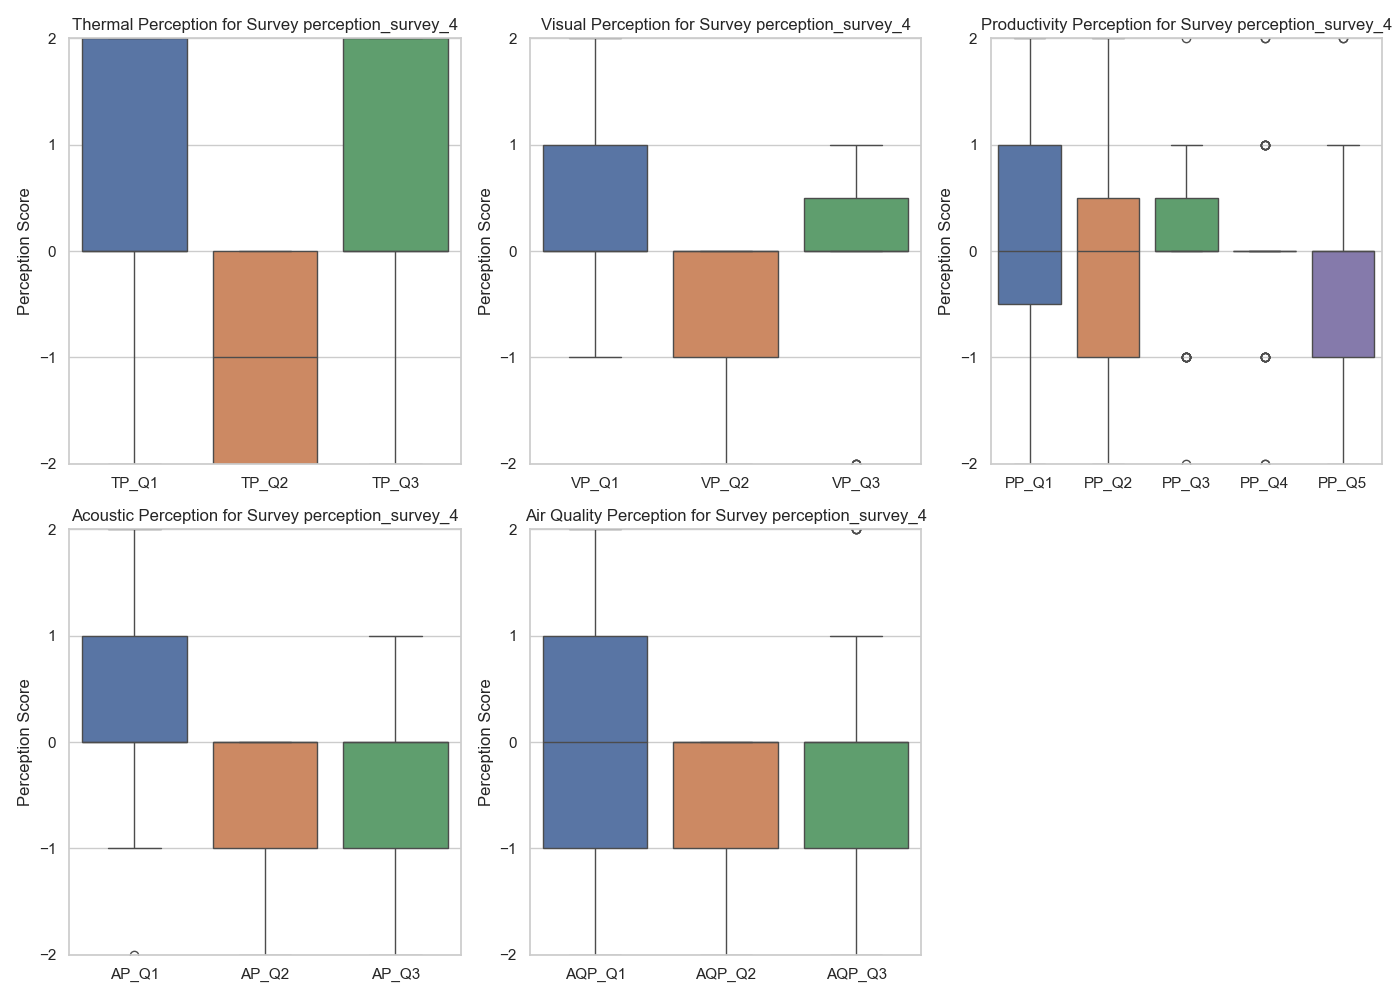 Thermal Perception for Survey perception_survey_4
Perception Score
2
1
0
−1
−2
TP_Q1 TP_Q2 TP_Q3
Visual Perception for Survey perception_survey_4
Perception Score
2
1
0
−1
−2
VP_Q1 VP_Q2 VP_Q3
Productivity Perception for Survey perception_survey_4
Perception Score
2
1
0
−1
−2
PP_Q1 PP_Q2 PP_Q3 PP_Q4 PP_Q5
Acoustic Perception for Survey perception_survey_4
Perception Score
2
1
0
−1
−2
AP_Q1 AP_Q2 AP_Q3
Air Quality Perception for Survey perception_survey_4
Perception Score
2
1
0
−1
−2
AQP_Q1 AQP_Q2 AQP_Q3